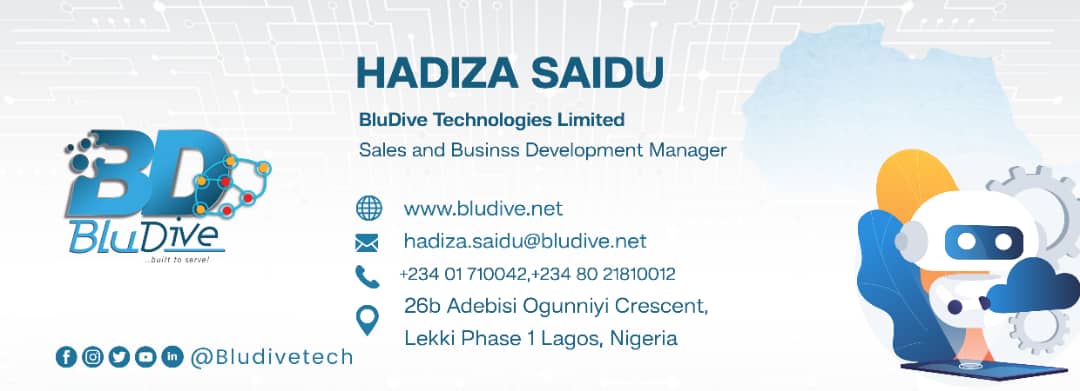 HADIZA SAIDU
BluDive Technologies Limited
Sales and Businss Development Manager
BD
BluDive
...built to serve!
www.bludive.net
hadiza.saidu@bludive.net
+234 01 710042,+234 80 21810012
26b Adebisi Ogunniyi Crescent,
Lekki Phase 1 Lagos, Nigeria
@Bludivetech